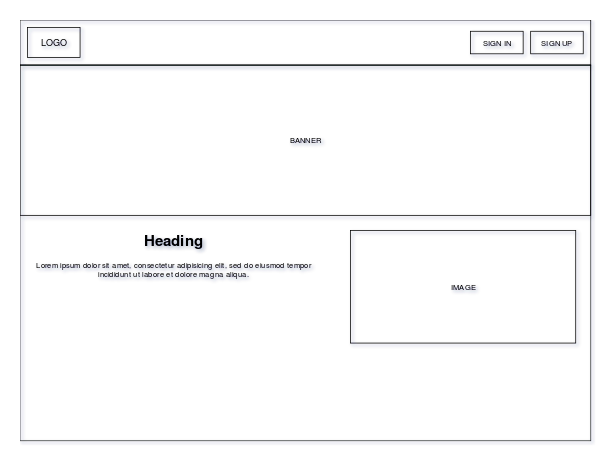 LOGO
SIGN IN
SIGN UP
BANNER
Heading
Lorem ipsum dolor sit amet, consectetur adipisicing elit, sed do eiusmod tempor
incididunt ut labore et dolore magna aliqua.
IMAGE